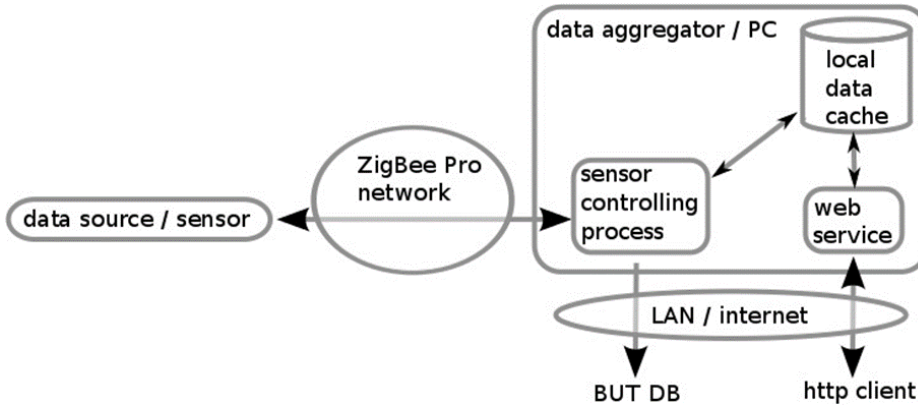 data aggregator / PC
local
data
cache
ZigBee Pro
network
sensor
controlling
process
data source / sensor
web
service
LAN / internet
BUT DB
http client